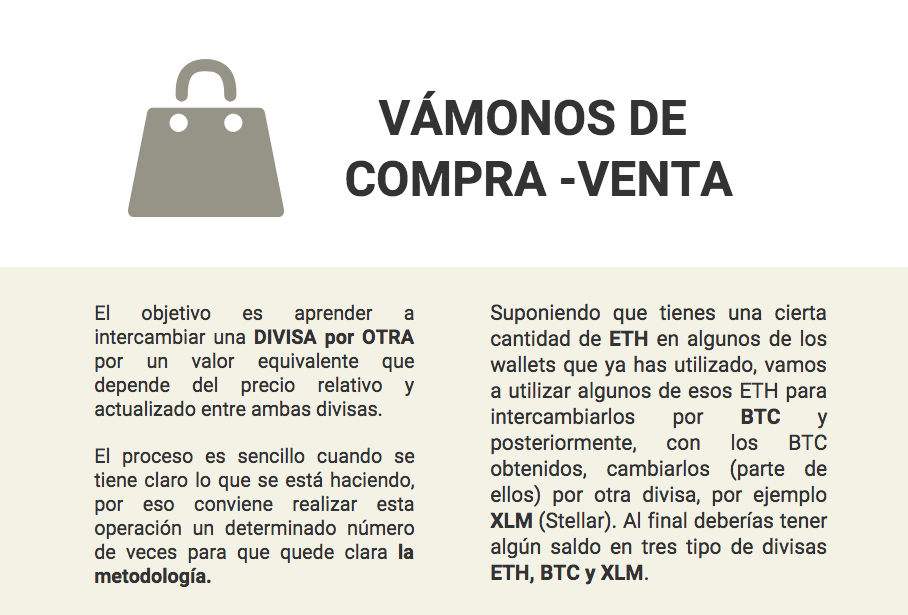 VÁMONOS DE
COMPRA -VENTA
El objetivo es aprender a
intercambiar una DIVISA por OTRA
por un valor equivalente que
depende del precio relativo y
actualizado entre ambas divisas.
El proceso es sencillo cuando se
tiene claro lo que se está haciendo,
por eso conviene realizar esta
operación un determinado número
de veces para que quede clara la
metodología.
Suponiendo que tienes una cierta
cantidad de ETH en algunos de los
wallets que ya has utilizado, vamos
a utilizar algunos de esos ETH para
intercambiarlos por BTC y
posteriormente, con los BTC
obtenidos, cambiarlos (parte de
ellos) por otra divisa, por ejemplo
XLM (Stellar). Al final deberías tener
algún saldo en tres tipo de divisas
ETH, BTC y XLM.